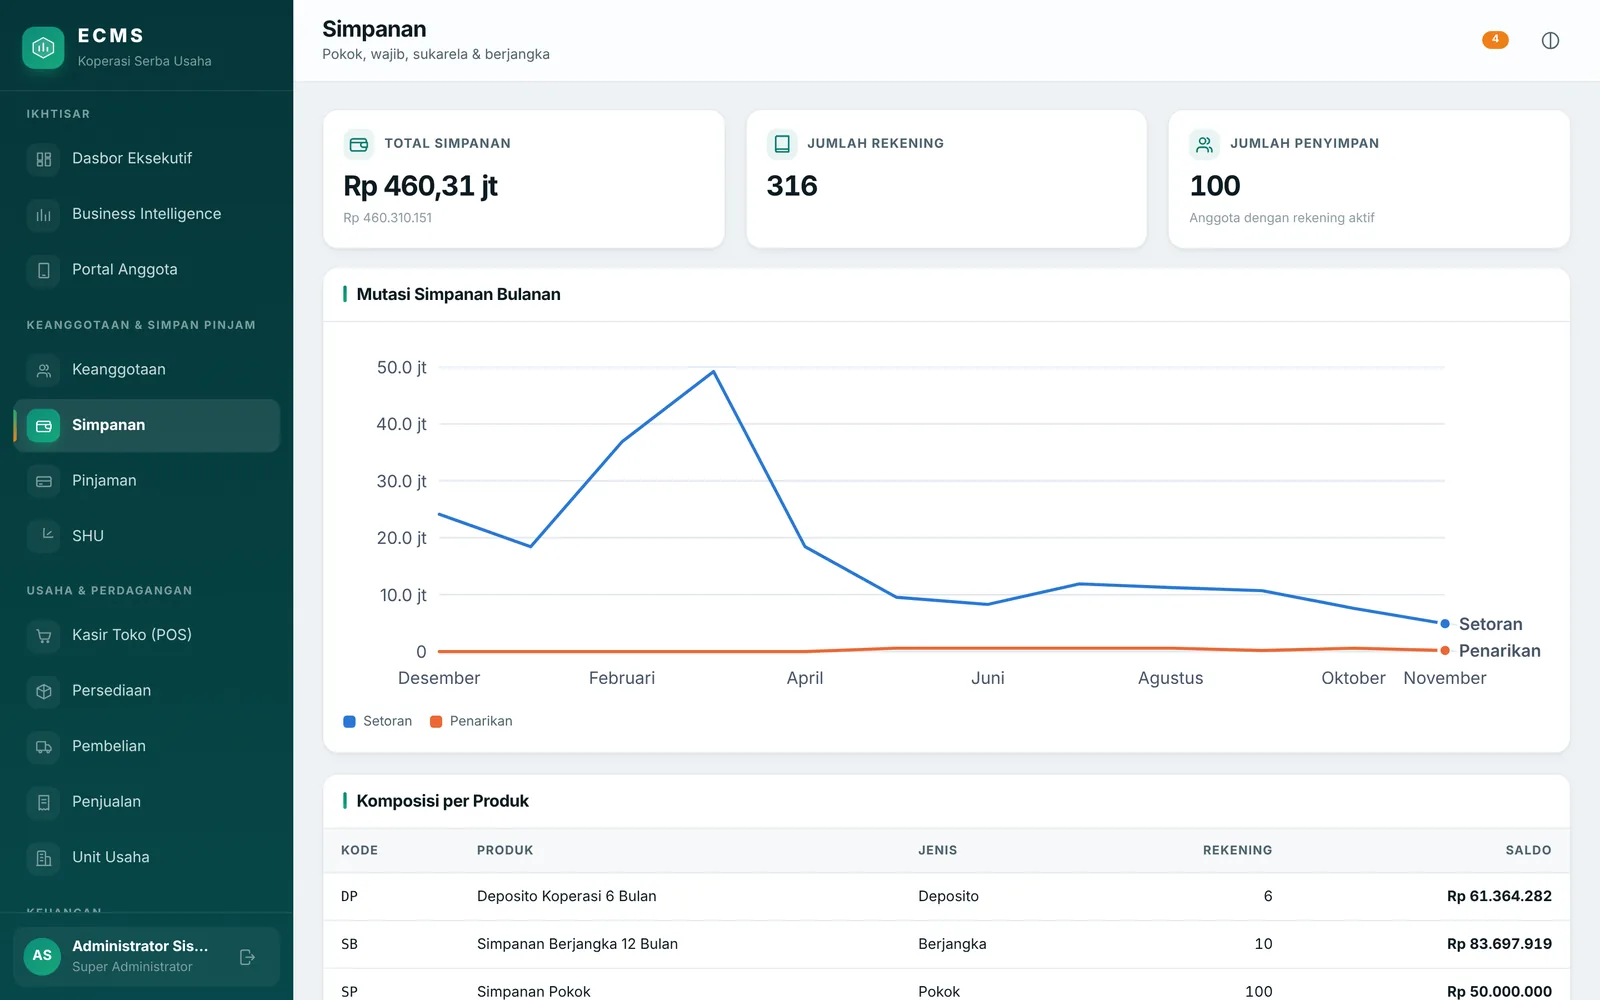 ECMS
Koperasi Serba Usaha
IKHTISAR
Dasbor Eksekutif
Business Intelligence
Portal Anggota
KEANGGOTAAN & SIMPAN PINJAM
Keanggotaan
Simpanan
Pinjaman
SHU
USAHA & PERDAGANGAN
Kasir Toko (POS)
Persediaan
Pembelian
Penjualan
Unit Usaha
KEUANGAN
AS
Administrator Sis...
Super Administrator
Simpanan
Pokok, wajib, sukarela & berjangka
4
TOTAL SIMPANAN
Rp 460,31 jt
Rp 460.310.151
JUMLAH REKENING
316
JUMLAH PENYIMPAN
100
Anggota dengan rekening aktif
Mutasi Simpanan Bulanan
50.0 jt
40.0 jt
30.0 jt
20.0 jt
10.0 jt
0
Setoran
Penarikan
Desember Februari April Juni Agustus Oktober November
Setoran Penarikan
Komposisi per Produk
KODE PRODUK JENIS REKENING SALDO
DP Deposito Koperasi 6 Bulan Deposito 6 Rp 61.364.282
SB Simpanan Berjangka 12 Bulan Berjangka 10 Rp 83.697.919
SP Simpanan Pokok Pokok 100 Rp 50.000.000